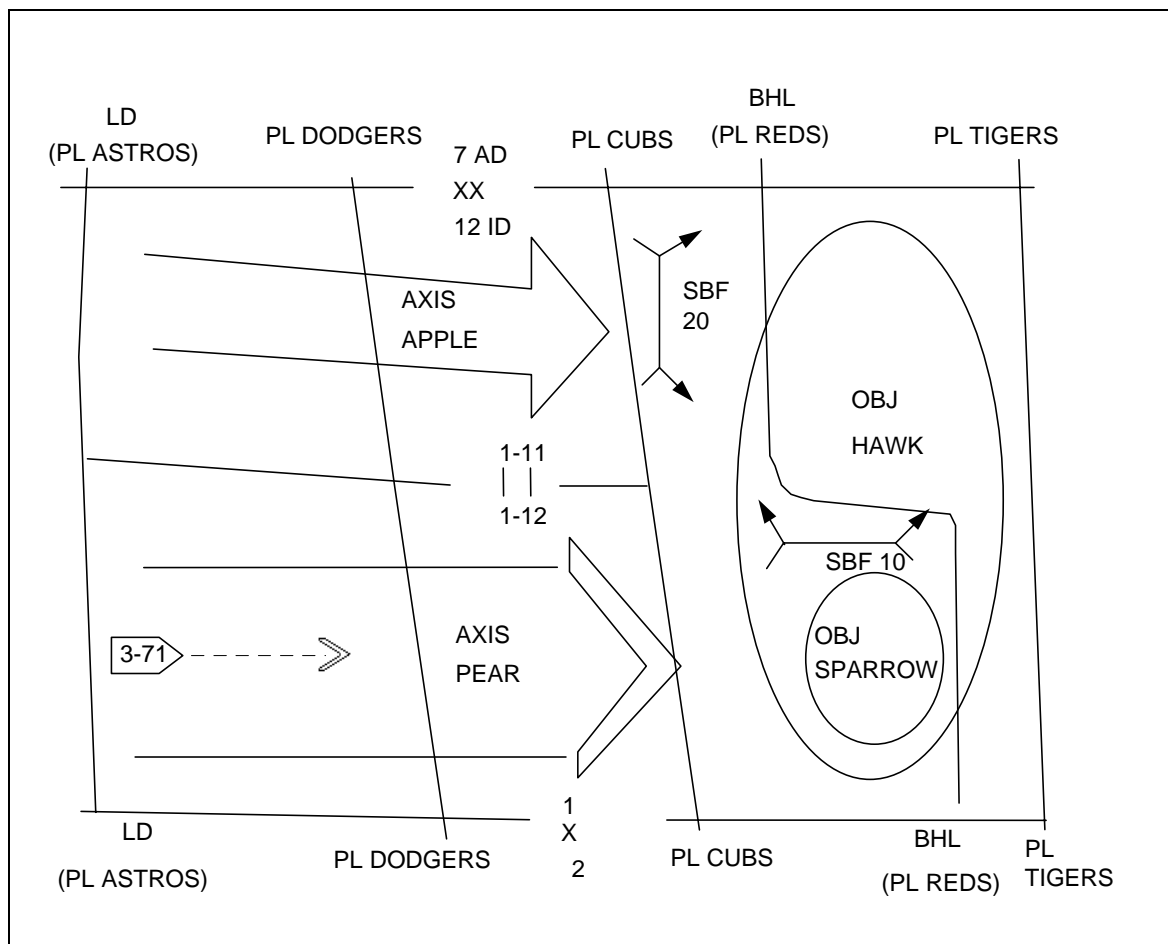 LD
(PL ASTROS)
PL DODGERS
7 AD
XX
12 ID
PL CUBS
BHL
(PL REDS)
PL TIGERS
AXIS
APPLE
SBF
20
OBJ
HAWK
1-11
| |
1-12
SBF 10
3-71
AXIS
PEAR
OBJ
SPARROW
1
X
2
LD
(PL ASTROS)
PL DODGERS
PL CUBS
BHL
(PL REDS)
PL
TIGERS